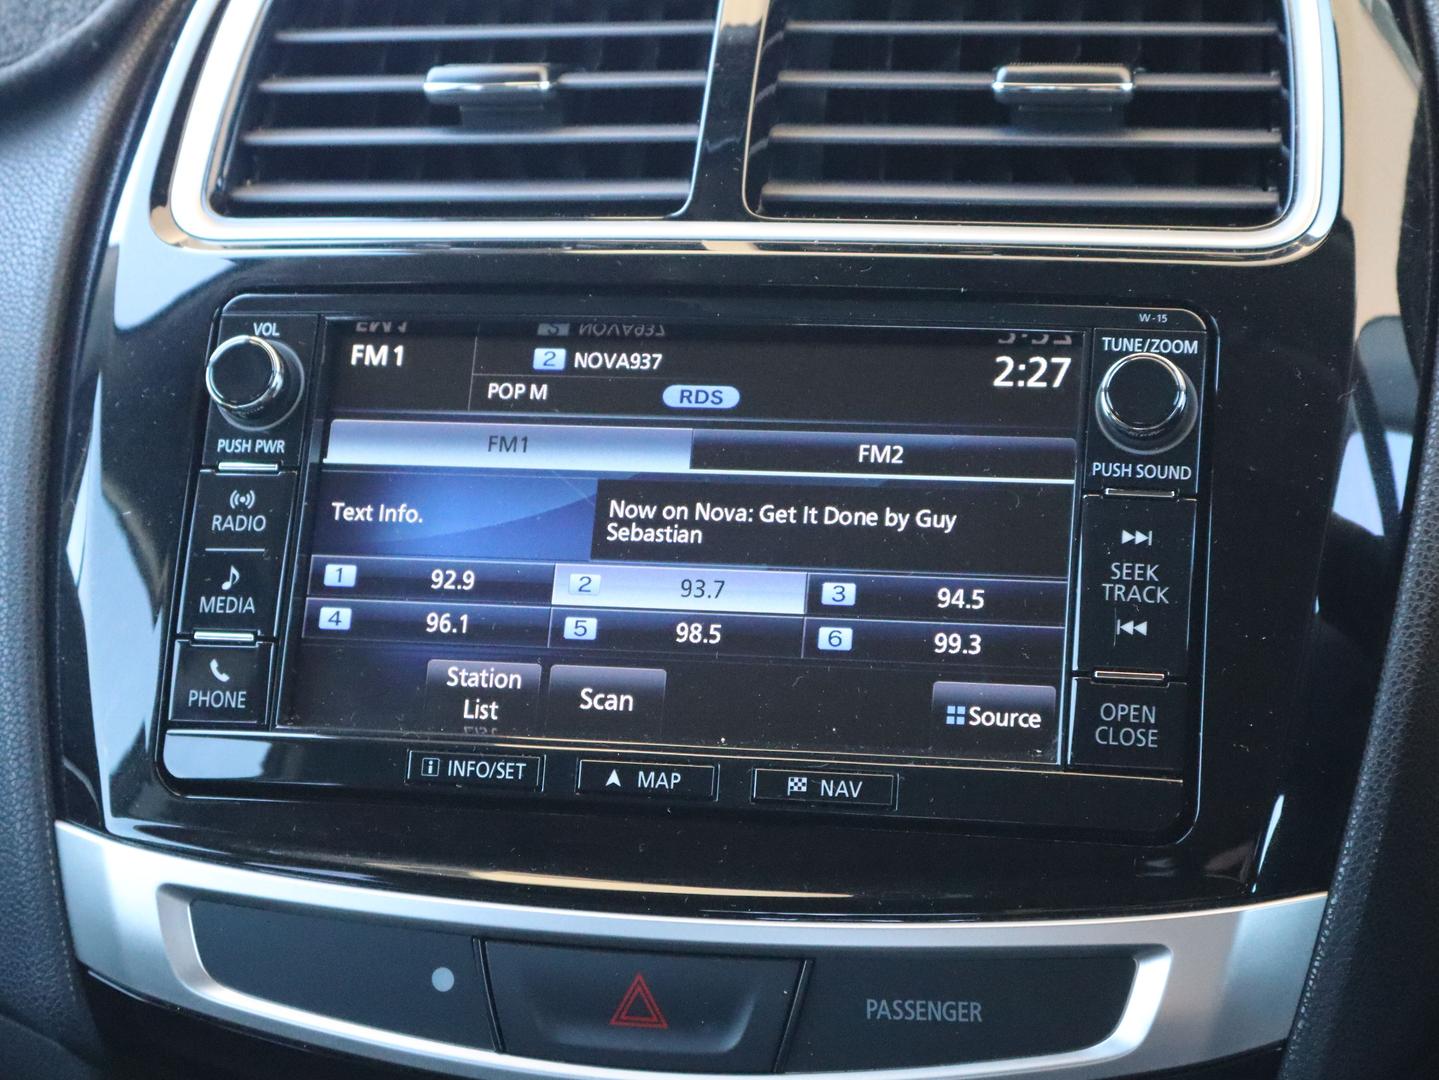 W-15
VOL
TUNE/ZOOM
FM1
2 NOVA937
2:27
POP M
RDS
PUSH PWR
PUSH SOUND
FM1
FM2
RADIO
Text Info.
Now on Nova: Get It Done by Guy
Sebastian
SEEK
TRACK
MEDIA
1 92.9
2 93.7
3 94.5
4 96.1
5 98.5
6 99.3
PHONE
Station
List
Scan
Source
OPEN
CLOSE
i INFO/SET
MAP
NAV
PASSENGER